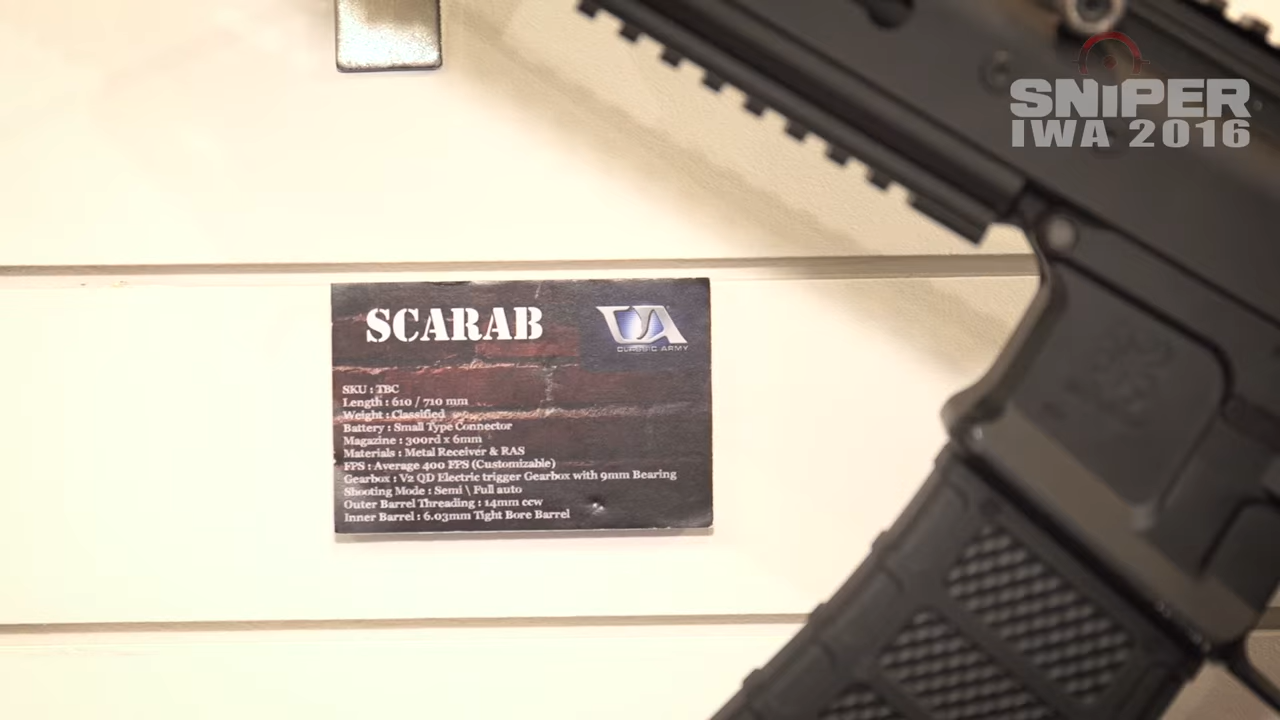 SNiPER
IWA 2016
SCARAB
CLASSIC ARMY
SKU : TBC
Length : 610 / 710 mm
Weight : Classified
Battery : Small Type Connector
Magazine : 300rd x 6mm
Materials : Metal Receiver & RAS
FPS : Average 400 FPS (Customizable)
Gearbox : V2 QD Electric trigger Gearbox with 9mm Bearing
Shooting Mode : Semi \ Full auto
Outer Barrel Threading : 14mm ccw
Inner Barrel : 6.03mm Tight Bore Barrel